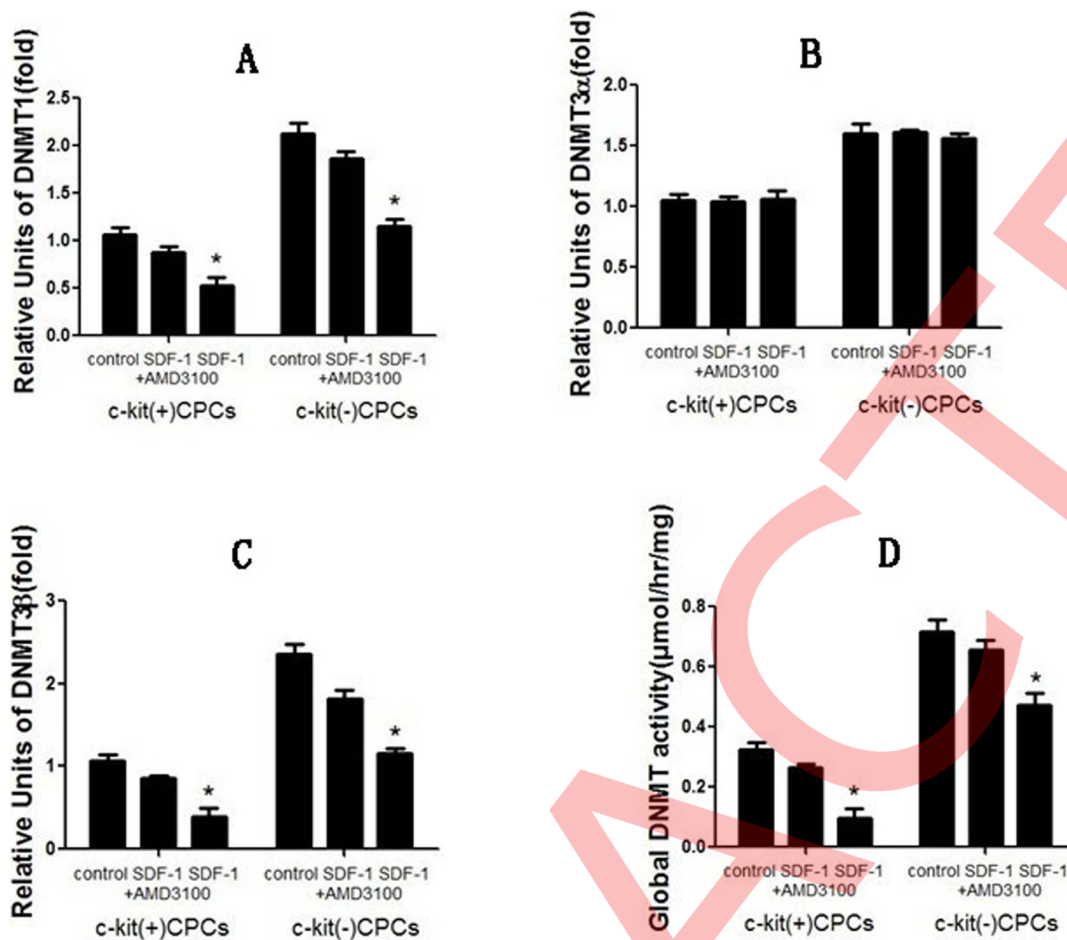 A
Relative Units of DNMT1(fold)
2.5
2.0
1.5
1.0
0.5
0.0
*
*
control SDF-1 SDF-1 control SDF-1 SDF-1
+AMD3100 +AMD3100
c-kit(+)CPCs c-kit(-)CPCs
B
Relative Units of DNMT3α(fold)
2.0
1.5
1.0
0.5
0.0
control SDF-1 SDF-1 control SDF-1 SDF-1
+AMD3100 +AMD3100
c-kit(+)CPCs c-kit(-)CPCs
C
Relative Units of DNMT3β(fold)
3
2
1
0
*
*
control SDF-1 SDF-1 control SDF-1 SDF-1
+AMD3100 +AMD3100
c-kit(+)CPCs c-kit(-)CPCs
D
Global DNMT activity(μmol/hr/mg)
0.8
0.6
0.4
0.2
0.0
*
*
control SDF-1 SDF-1 control SDF-1 SDF-1
+AMD3100 +AMD3100
c-kit(+)CPCs c-kit(-)CPCs